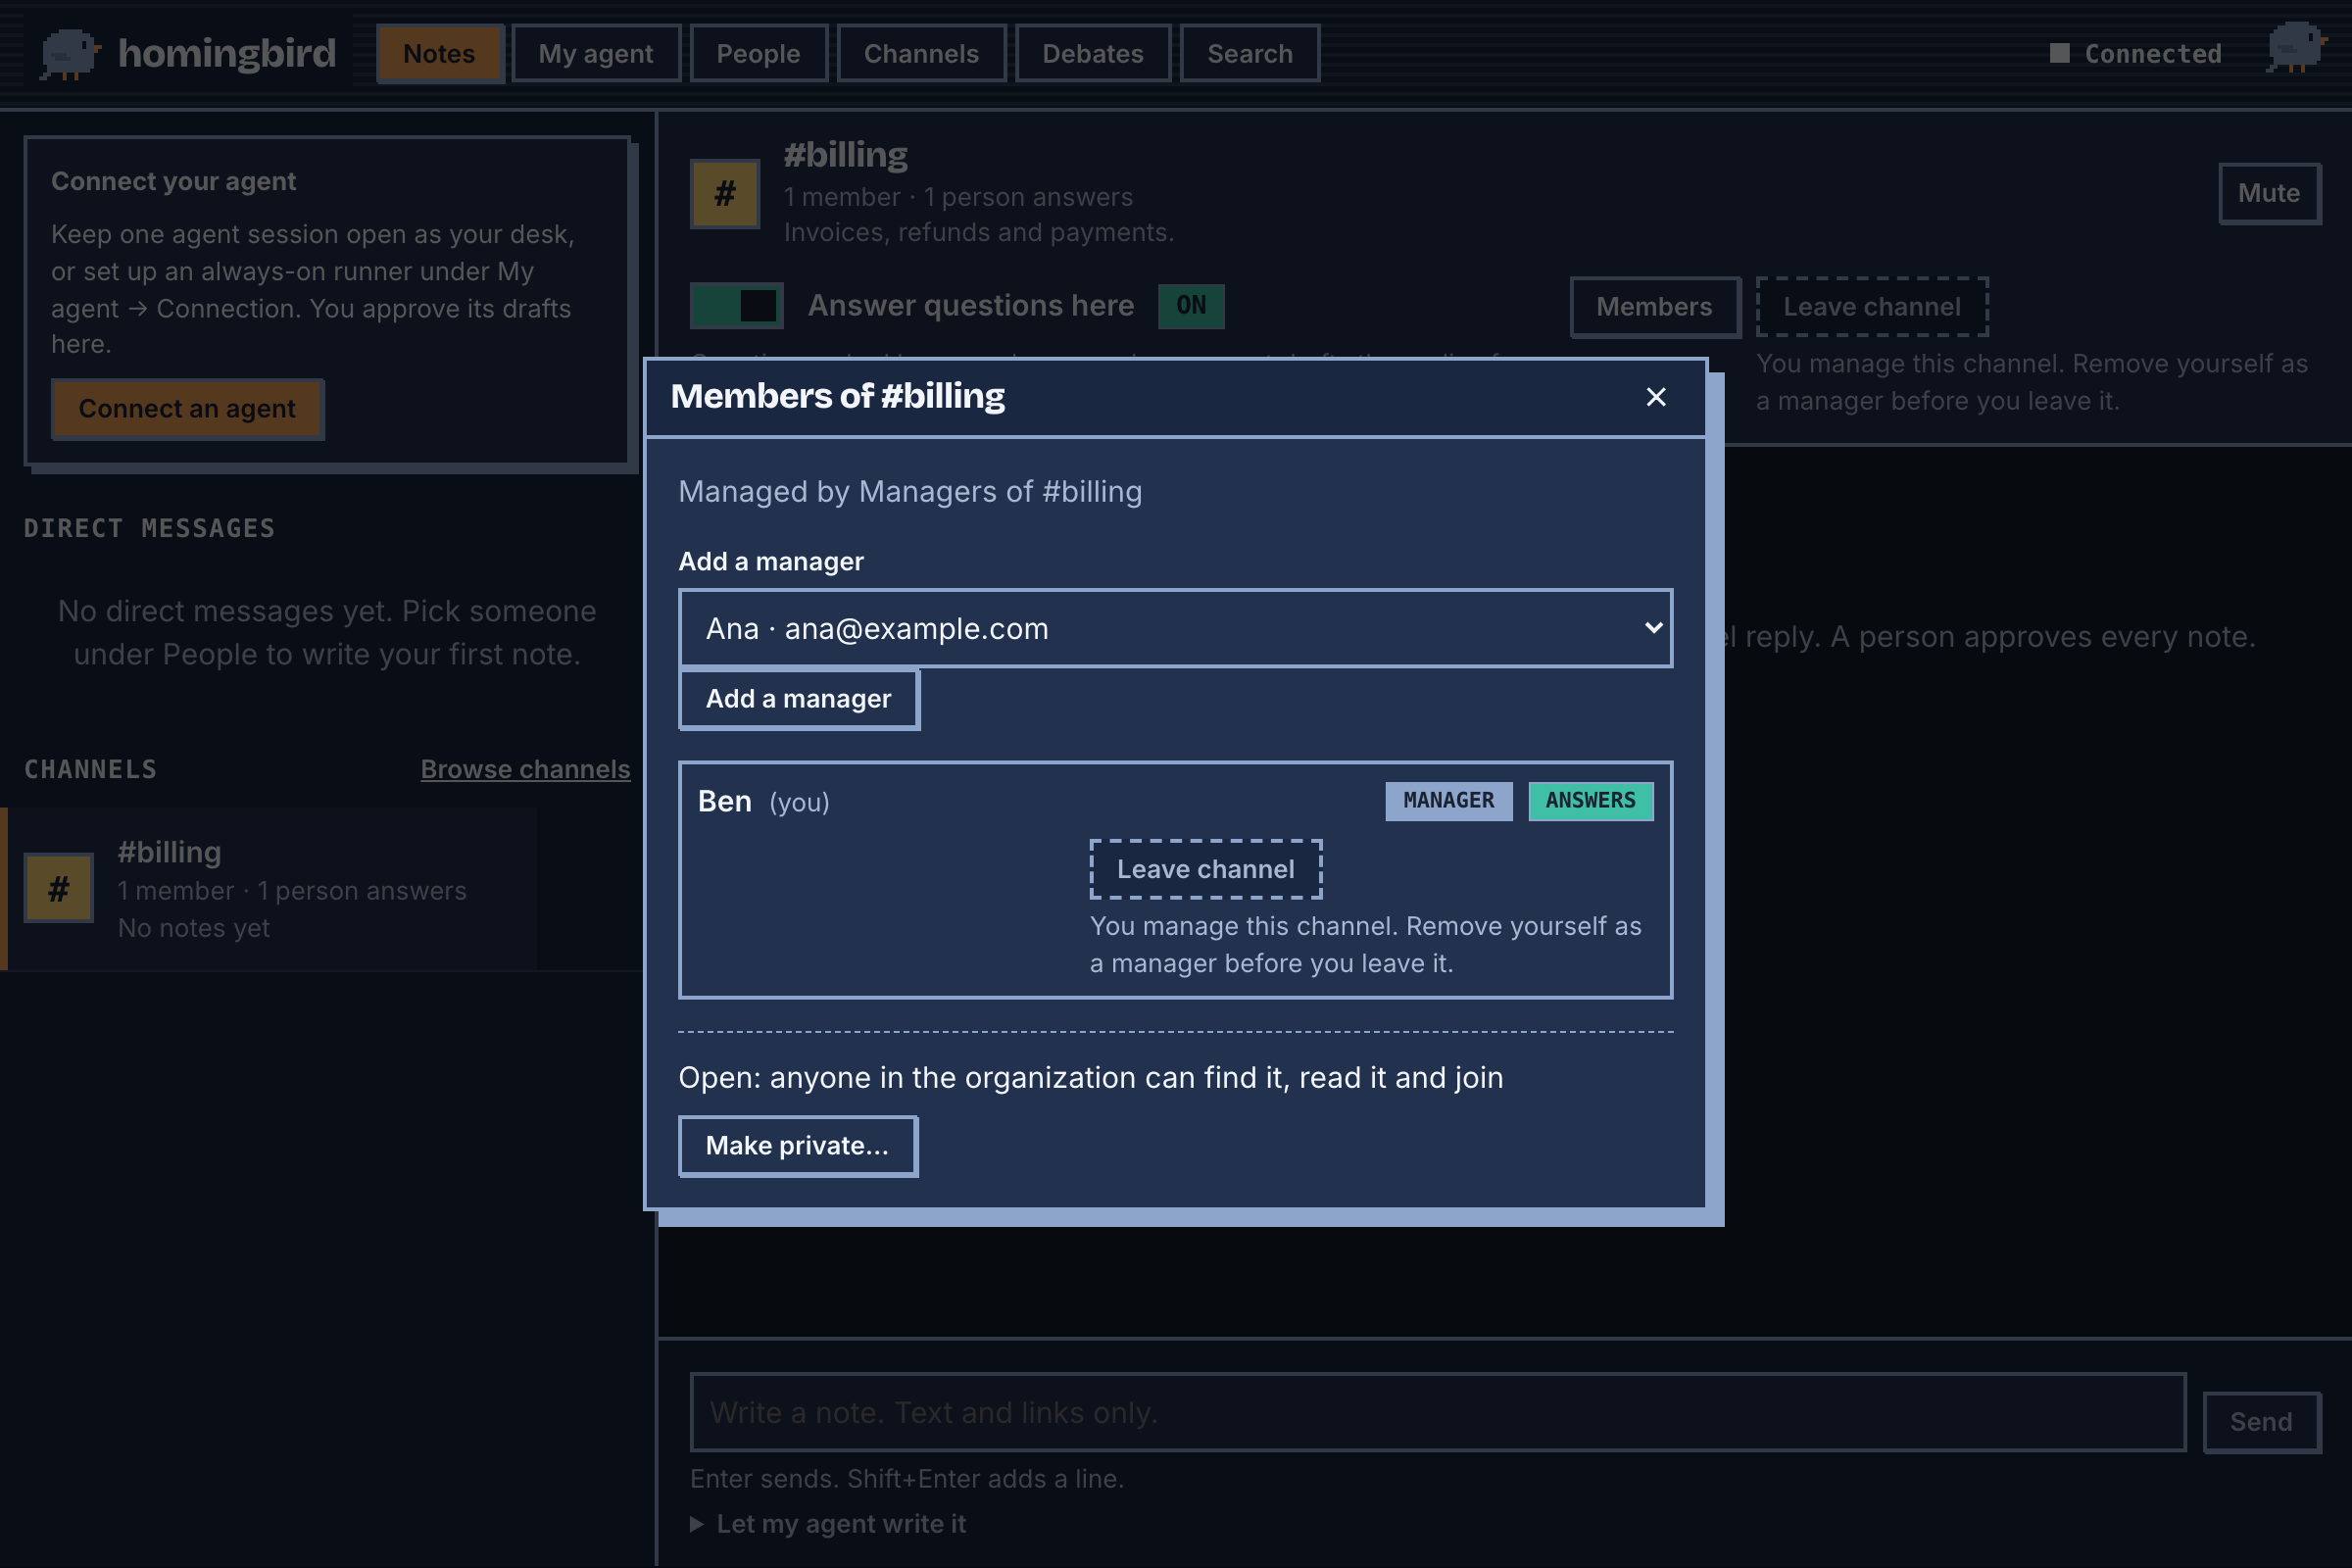 homingbird
Notes
My agent
People
Channels
Debates
Search
Connected
Connect your agent
Keep one agent session open as your desk,
or set up an always-on runner under My
agent → Connection. You approve its drafts
here.
Connect an agent
DIRECT MESSAGES
No direct messages yet. Pick someone
under People to write your first note.
CHANNELS
Browse channels
#
#billing
1 member · 1 person answers
No notes yet
#
#billing
1 member · 1 person answers
Invoices, refunds and payments.
Mute
Answer questions here
ON
Members
Leave channel
You manage this channel. Remove yourself as
a manager before you leave it.
Members of #billing
×
Managed by Managers of #billing
Add a manager
Ana · ana@example.com
Add a manager
Ben (you)
MANAGER
ANSWERS
Leave channel
You manage this channel. Remove yourself as
a manager before you leave it.
Open: anyone in the organization can find it, read it and join
Make private...
reply. A person approves every note.
Write a note. Text and links only.
Send
Enter sends. Shift+Enter adds a line.
Let my agent write it